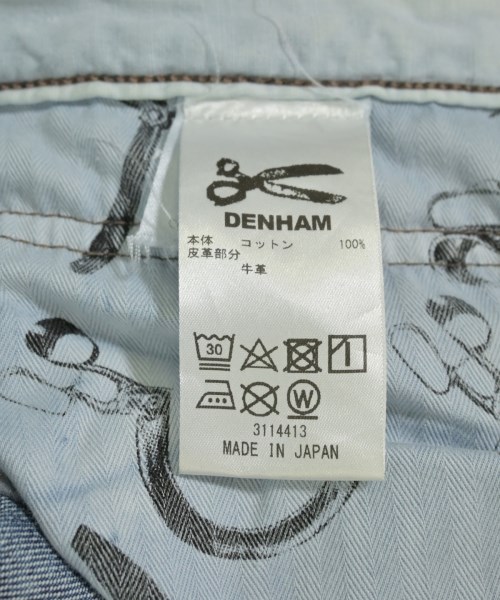 DENHAM
本体 コットン 100%
皮革部分
牛革
30
W
3114413
MADE IN JAPAN